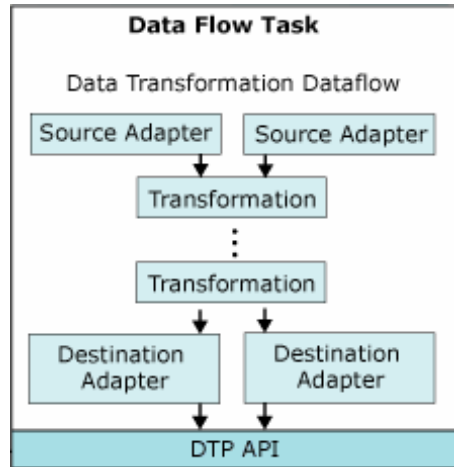 Data Flow Task
Data Transformation Dataflow
Source Adapter
Source Adapter
Transformation
Transformation
Destination
Adapter
Destination
Adapter
DTP API